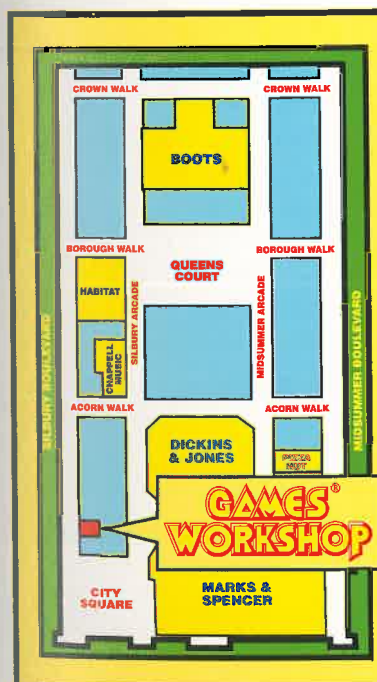 CROWN WALK
CROWN WALK
BOOTS
BOROUGH WALK
BOROUGH WALK
QUEENS
COURT
HABITAT
SILBURY ARCADE
MIDSUMMER ARCADE
CHAPPELL
MUSIC
SILBURY BOULEVARD
MIDSUMMER BOULEVARD
ACORN WALK
ACORN WALK
DICKINS
& JONES
PIZZA
HUT
GAMES®
WORKSHOP
CITY
SQUARE
MARKS &
SPENCER